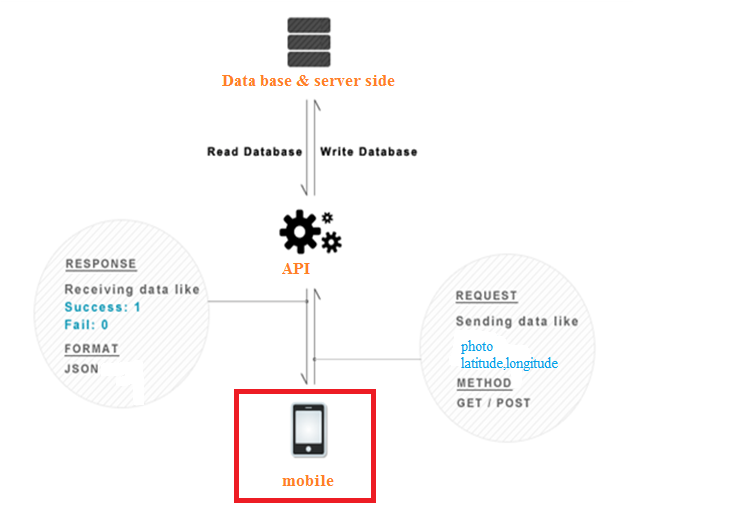 Data base & server side
Read Database Write Database
API
RESPONSE
Receiving data like
Success: 1
Fail: 0
FORMAT
JSON
REQUEST
Sending data like
photo
latitude,longitude
METHOD
GET / POST
mobile